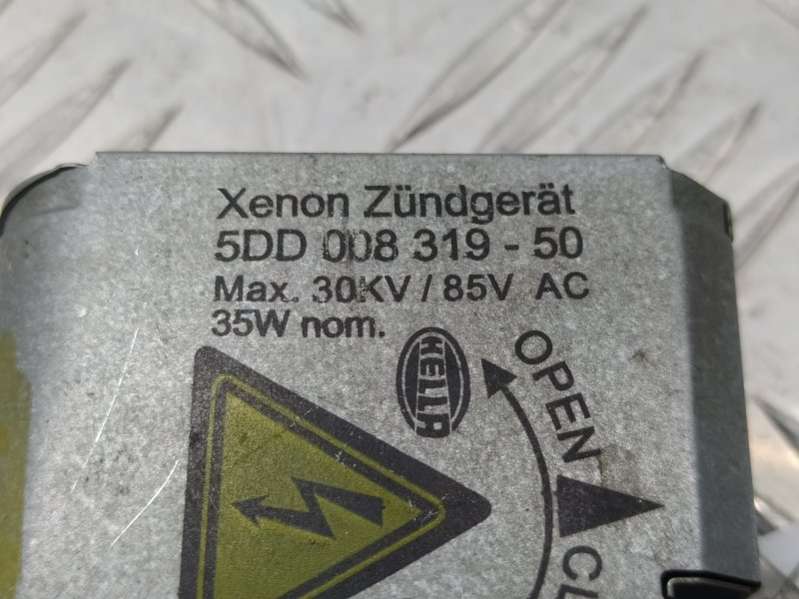 Xenon Zündgerät
5DD 008 319 - 50
Max. 30KV / 85V AC
35W nom.
HELLA
OPEN